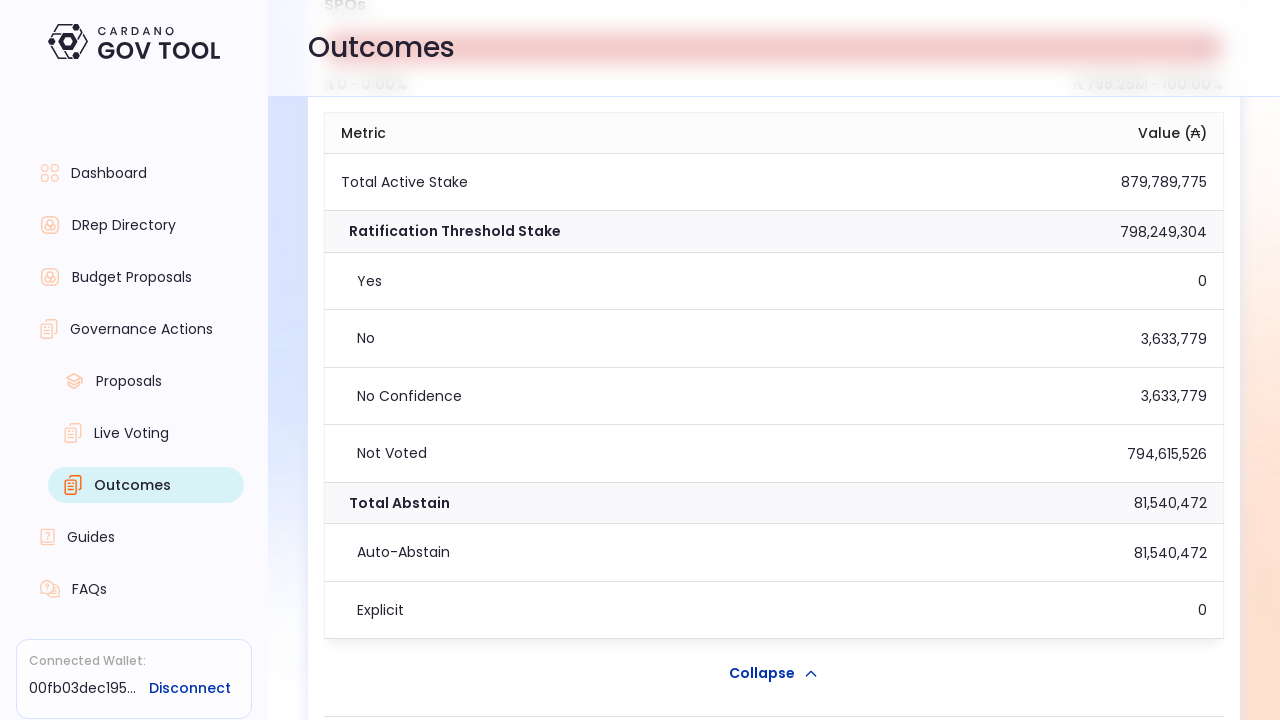 CARDANO
GOV TOOL
Dashboard
DRep Directory
Budget Proposals
Governance Actions
Proposals
Live Voting
Outcomes
Guides
FAQs
Connected Wallet:
00fb03dec195... Disconnect
SPOs
Outcomes
₳ 0 - 0.00% ₳ 798.25M - 100.00%
Metric Value (₳)
Total Active Stake 879,789,775
Ratification Threshold Stake 798,249,304
Yes 0
No 3,633,779
No Confidence 3,633,779
Not Voted 794,615,526
Total Abstain 81,540,472
Auto-Abstain 81,540,472
Explicit 0
Collapse